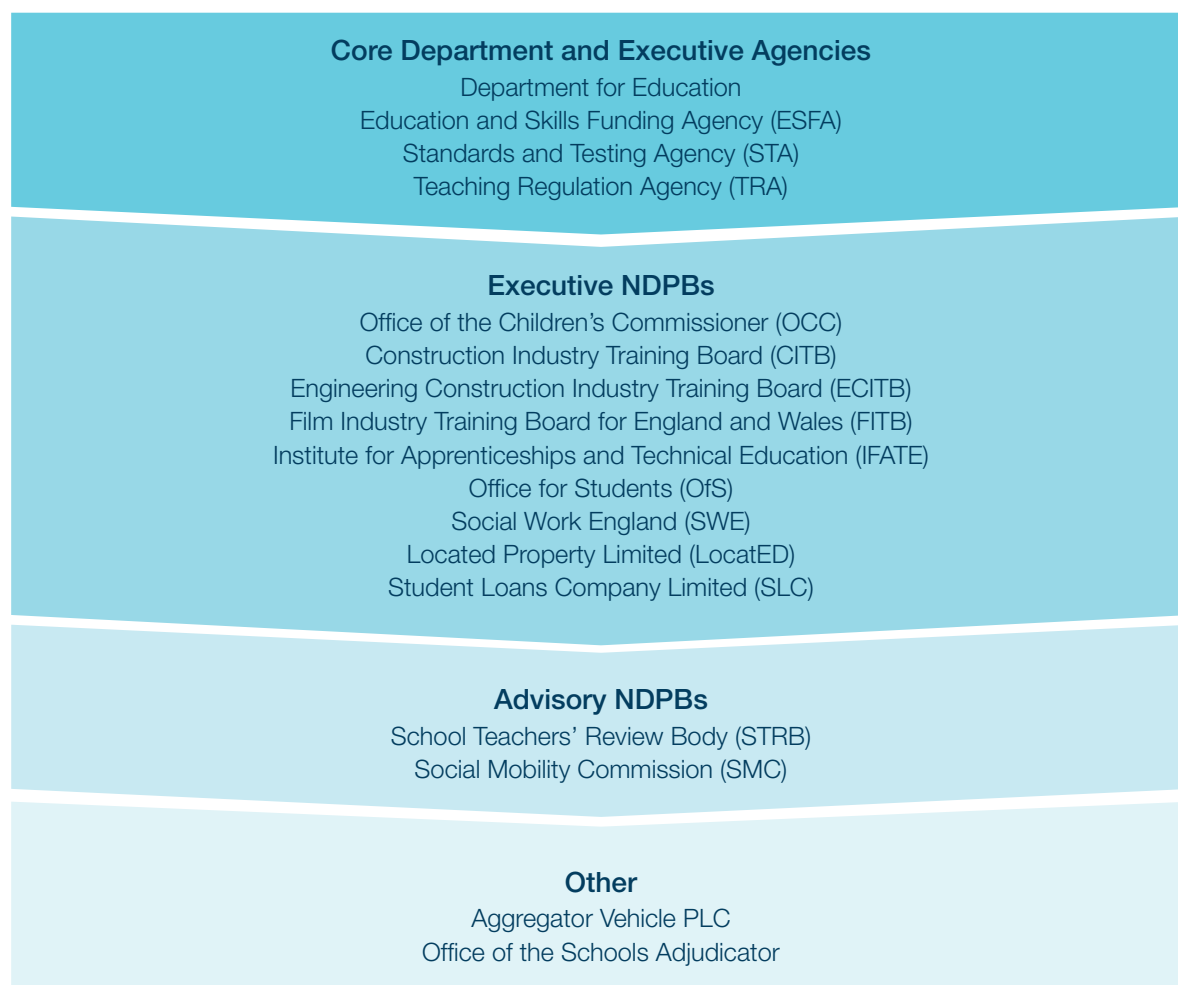 Core Department and Executive Agencies
Department for Education
Education and Skills Funding Agency (ESFA)
Standards and Testing Agency (STA)
Teaching Regulation Agency (TRA)
Executive NDPBs
Office of the Children’s Commissioner (OCC)
Construction Industry Training Board (CITB)
Engineering Construction Industry Training Board (ECITB)
Film Industry Training Board for England and Wales (FITB)
Institute for Apprenticeships and Technical Education (IFATE)
Office for Students (OfS)
Social Work England (SWE)
Located Property Limited (LocatED)
Student Loans Company Limited (SLC)
Advisory NDPBs
School Teachers’ Review Body (STRB)
Social Mobility Commission (SMC)
Other
Aggregator Vehicle PLC
Office of the Schools Adjudicator